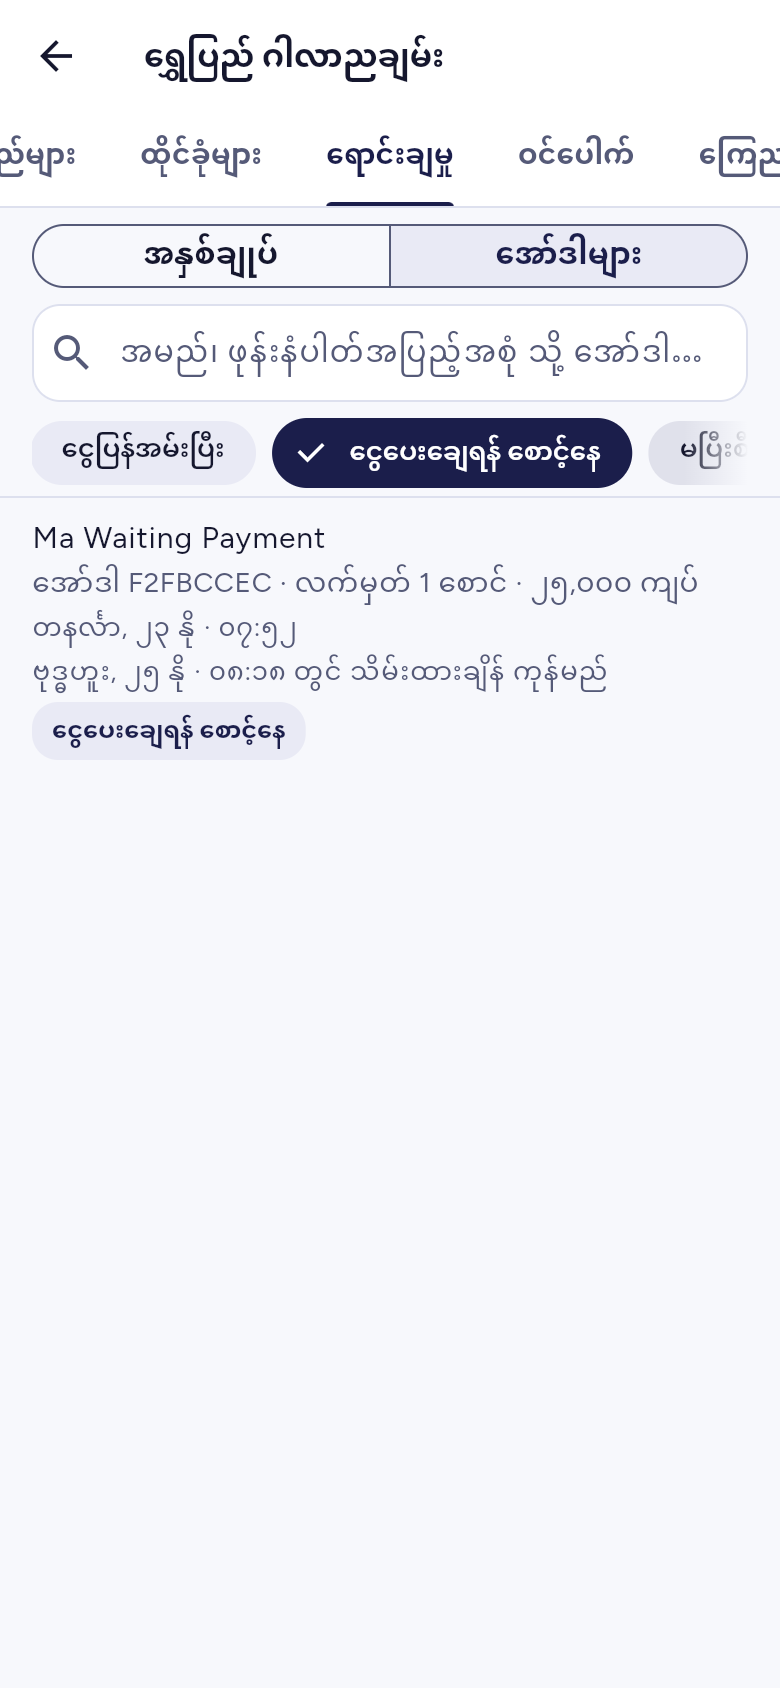 ရွှေပြည် ဂါလာညချမ်း
ည်များ ထိုင်ခုံများ ရောင်းချမှု ဝင်ပေါက် ကြေည
အနှစ်ချုပ် အော်ဒါများ
အမည်၊ ဖုန်းနံပါတ်အပြည့်အစုံ သို့ အော်ဒါ...
ငွေပြန်အမ်းပြီး ငွေပေးချေရန် စောင့်နေ မပြီးစီ
Ma Waiting Payment
အော်ဒါ F2FBCCEC · လက်မှတ် 1 စောင် · ၂၅,၀၀၀ ကျပ်
တနင်္လာ, ၂၃ နို · ၀၇:၅၂
ဗုဒ္ဓဟူး, ၂၅ နို · ၀၈:၁၈ တွင် သိမ်းထားချိန် ကုန်မည်
ငွေပေးချေရန် စောင့်နေ